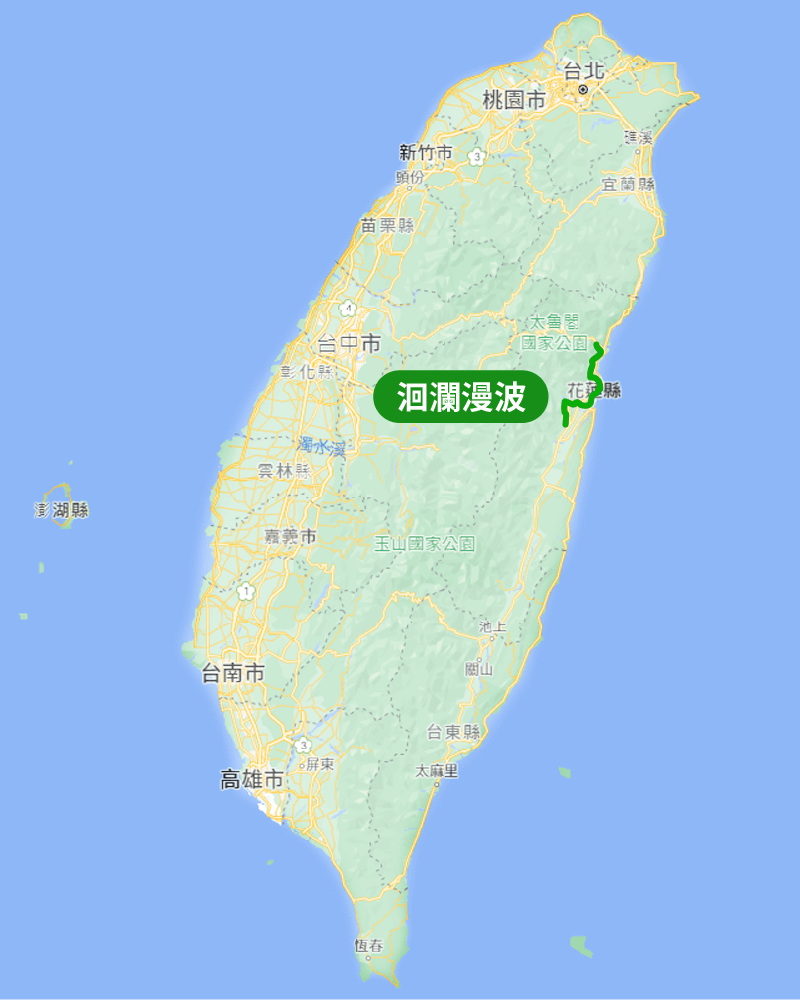 台北
桃園市
礁溪
新竹市
3
頭份
宜蘭縣
苗栗縣
4
太魯閣
國家公園
台中市
彰化縣
洄瀾漫波
花蓮縣
濁水溪
雲林縣
澎湖縣
嘉義市
玉山國家公園
1
池上
關山
台南市
台東縣
3
屏東
太麻里
高雄市
恆春